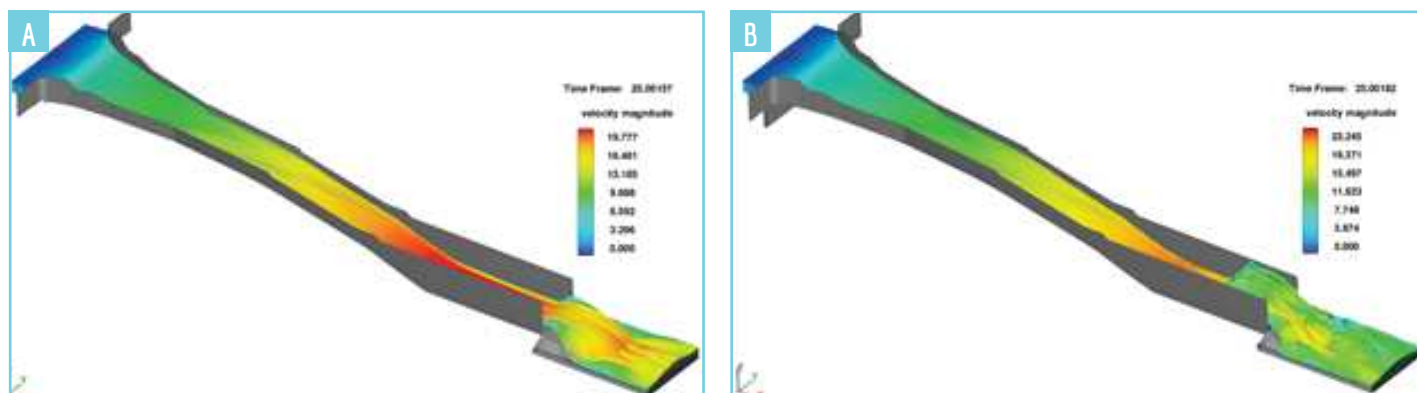 A
Time Frame: 25.00157
velocity magnitude
19.777
16.481
13.185
9.888
6.592
3.296
0.000
B
Time Frame: 25.00182
velocity magnitude
23.245
19.371
15.497
11.623
7.748
3.874
0.000